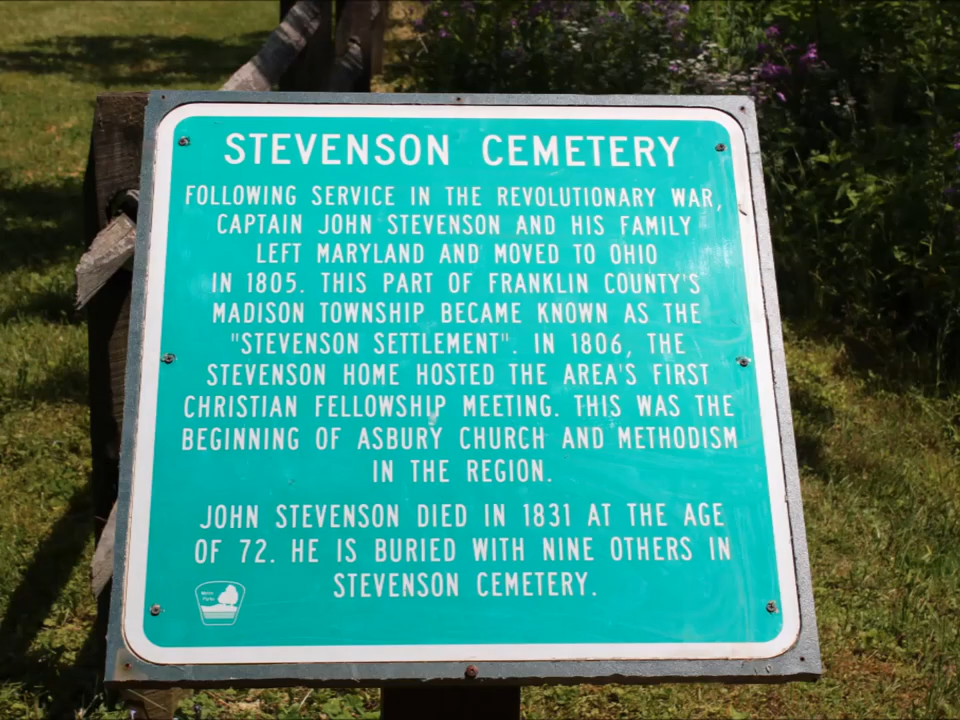 STEVENSON CEMETERY
FOLLOWING SERVICE IN THE REVOLUTIONARY WAR,
CAPTAIN JOHN STEVENSON AND HIS FAMILY
LEFT MARYLAND AND MOVED TO OHIO
IN 1805. THIS PART OF FRANKLIN COUNTY'S
MADISON TOWNSHIP BECAME KNOWN AS THE
"STEVENSON SETTLEMENT". IN 1806, THE
STEVENSON HOME HOSTED THE AREA'S FIRST
CHRISTIAN FELLOWSHIP MEETING. THIS WAS THE
BEGINNING OF ASBURY CHURCH AND METHODISM
IN THE REGION.
JOHN STEVENSON DIED IN 1831 AT THE AGE
OF 72. HE IS BURIED WITH NINE OTHERS IN
STEVENSON CEMETERY.